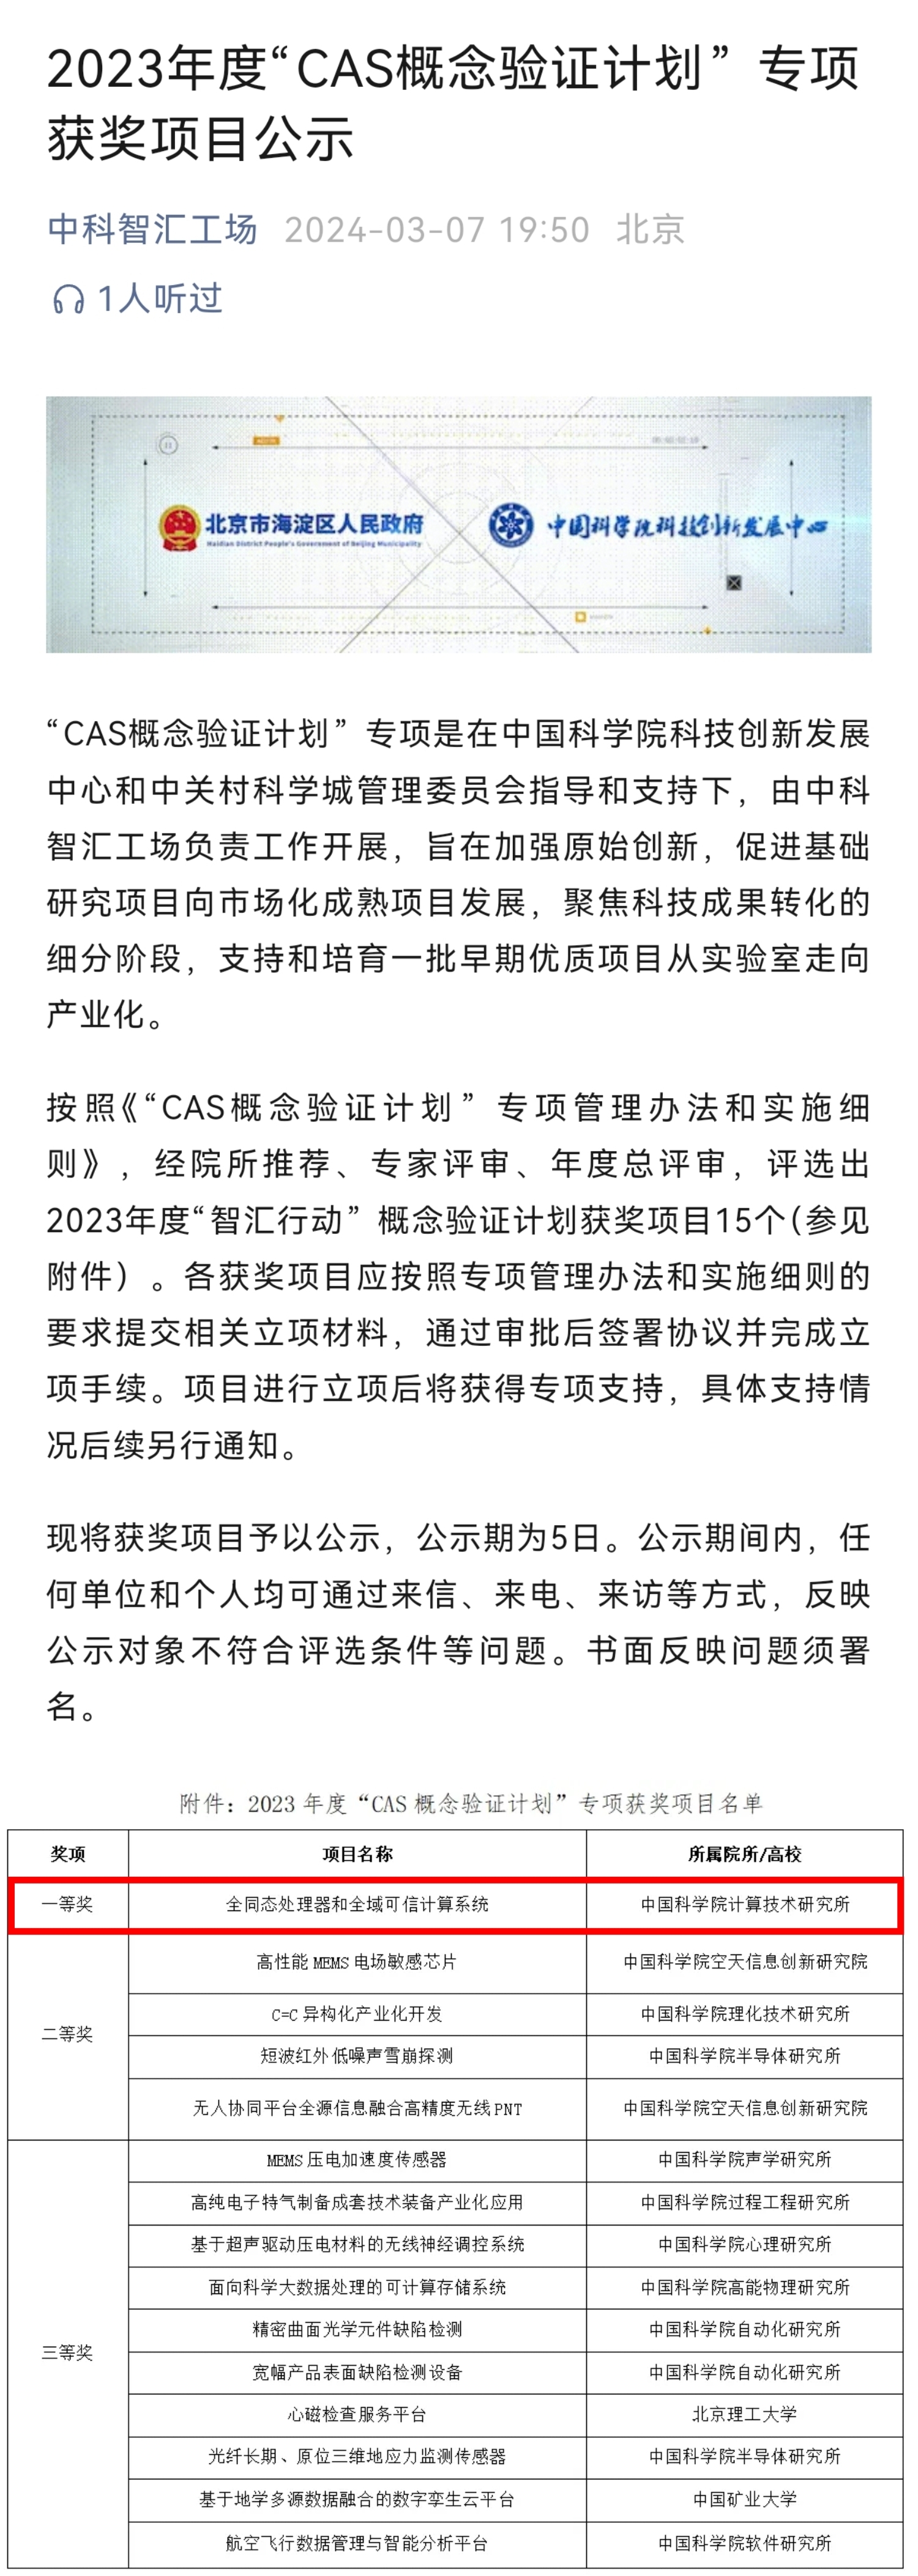 2023年度“CAS概念验证计划” 专项
获奖项目公示
中科智汇工场 2024-03-07 19:50 北京
1人听过
北京市海淀区人民政府
Haidian District People's Government of Beijing Municipality
中国科学院科技创新发展中心
“CAS概念验证计划” 专项是在中国科学院科技创新发展
中心和中关村科学城管理委员会指导和支持下，由中科
智汇工场负责工作开展，旨在加强原始创新，促进基础
研究项目向市场化成熟项目发展，聚焦科技成果转化的
细分阶段，支持和培育一批早期优质项目从实验室走向
产业化。
按照《“CAS概念验证计划” 专项管理办法和实施细
则》，经院所推荐、专家评审、年度总评审，评选出
2023年度“智汇行动” 概念验证计划获奖项目15个（参见
附件）。各获奖项目应按照专项管理办法和实施细则的
要求提交相关立项材料，通过审批后签署协议并完成立
项手续。项目进行立项后将获得专项支持，具体支持情
况后续另行通知。
现将获奖项目予以公示，公示期为5日。公示期间内，任
何单位和个人均可通过来信、来电、来访等方式，反映
公示对象不符合评选条件等问题。书面反映问题须署
名。
附件：2023 年度“CAS 概念验证计划”专项获奖项目名单
奖项 项目名称 所属院所/高校
一等奖 全同态处理器和全域可信计算系统 中国科学院计算技术研究所
二等奖 高性能 MEMS 电场敏感芯片 中国科学院空天信息创新研究院
C=C 异构化产业化开发 中国科学院理化技术研究所
短波红外低噪声雪崩探测 中国科学院半导体研究所
无人协同平台全源信息融合高精度无线 PNT 中国科学院空天信息创新研究院
三等奖 MEMS 压电加速度传感器 中国科学院声学研究所
高纯电子特气制备成套技术装备产业化应用 中国科学院过程工程研究所
基于超声驱动压电材料的无线神经调控系统 中国科学院心理研究所
面向科学大数据处理的可计算存储系统 中国科学院高能物理研究所
精密曲面光学元件缺陷检测 中国科学院自动化研究所
宽幅产品表面缺陷检测设备 中国科学院自动化研究所
心磁检查服务平台 北京理工大学
光纤长期、原位三维地应力监测传感器 中国科学院半导体研究所
基于地学多源数据融合的数字孪生云平台 中国矿业大学
航空飞行数据管理与智能分析平台 中国科学院软件研究所